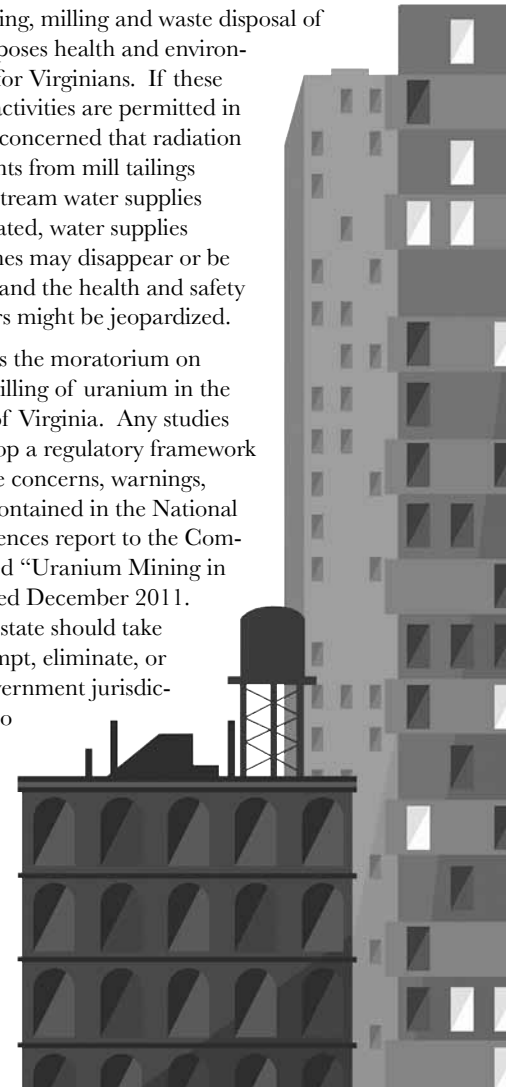 ing, milling and waste disposal of
poses health and environ-
for Virginians. If these
activities are permitted in
concerned that radiation
nts from mill tailings
tream water supplies
ated, water supplies
nes may disappear or be
and the health and safety
rs might be jeopardized.
s the moratorium on
illing of uranium in the
of Virginia. Any studies
op a regulatory framework
e concerns, warnings,
ontained in the National
ences report to the Com-
d “Uranium Mining in
ed December 2011.
state should take
mpt, eliminate, or
vernment jurisdic-
o